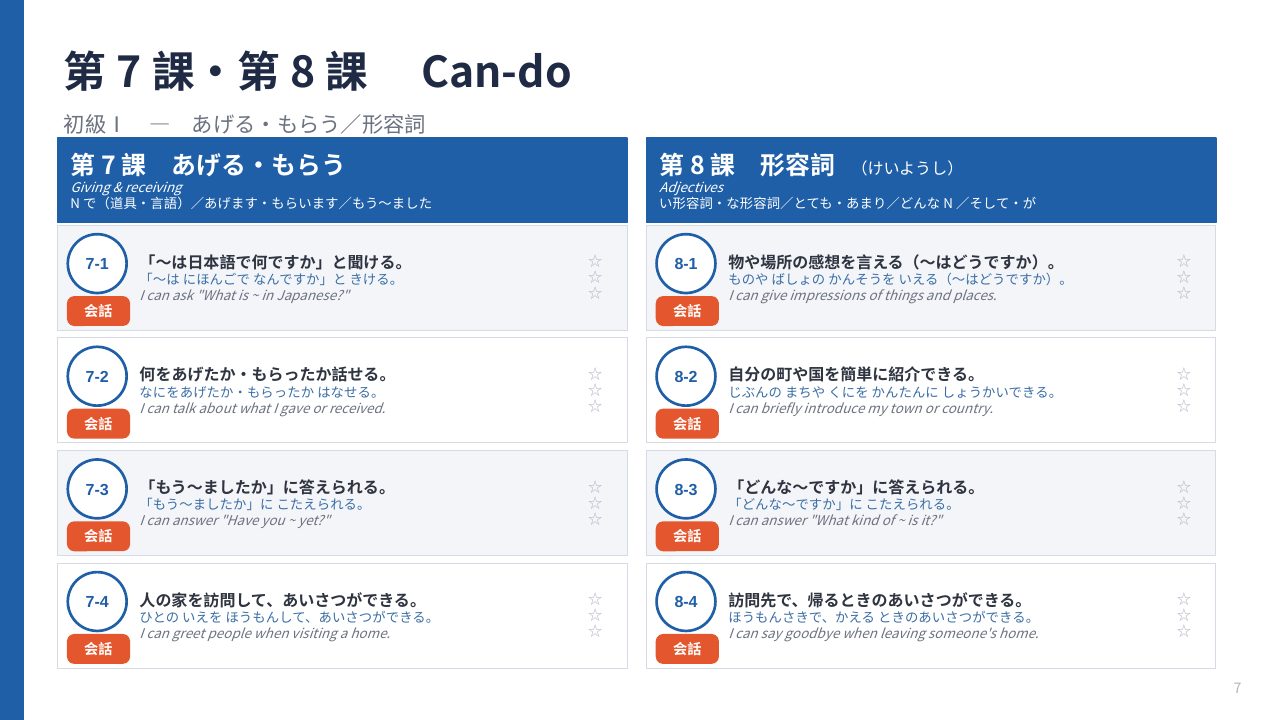 第７課・第８課　Can-do
初級Ⅰ　―　あげる・もらう／形容詞
第７課　あげる・もらう
Giving & receiving
Nで（道具・言語）／あげます・もらいます／もう〜ました
7-1
会話
「〜は日本語で何ですか」と聞ける。
「〜は にほんごで なんですか」と きける。
I can ask "What is ~ in Japanese?"
☆
☆
☆
7-2
会話
何をあげたか・もらったか話せる。
なにをあげたか・もらったか はなせる。
I can talk about what I gave or received.
☆
☆
☆
7-3
会話
「もう〜ましたか」に答えられる。
「もう〜ましたか」に こたえられる。
I can answer "Have you ~ yet?"
☆
☆
☆
7-4
会話
人の家を訪問して、あいさつができる。
ひとの いえを ほうもんして、あいさつができる。
I can greet people when visiting a home.
☆
☆
☆
第８課　形容詞　（けいようし）
Adjectives
い形容詞・な形容詞／とても・あまり／どんなN／そして・が
8-1
会話
物や場所の感想を言える（〜はどうですか）。
ものや ばしょの かんそうを いえる（〜はどうですか）。
I can give impressions of things and places.
☆
☆
☆
8-2
会話
自分の町や国を簡単に紹介できる。
じぶんの まちや くにを かんたんに しょうかいできる。
I can briefly introduce my town or country.
☆
☆
☆
8-3
会話
「どんな〜ですか」に答えられる。
「どんな〜ですか」に こたえられる。
I can answer "What kind of ~ is it?"
☆
☆
☆
8-4
会話
訪問先で、帰るときのあいさつができる。
ほうもんさきで、かえる ときのあいさつができる。
I can say goodbye when leaving someone's home.
☆
☆
☆
7